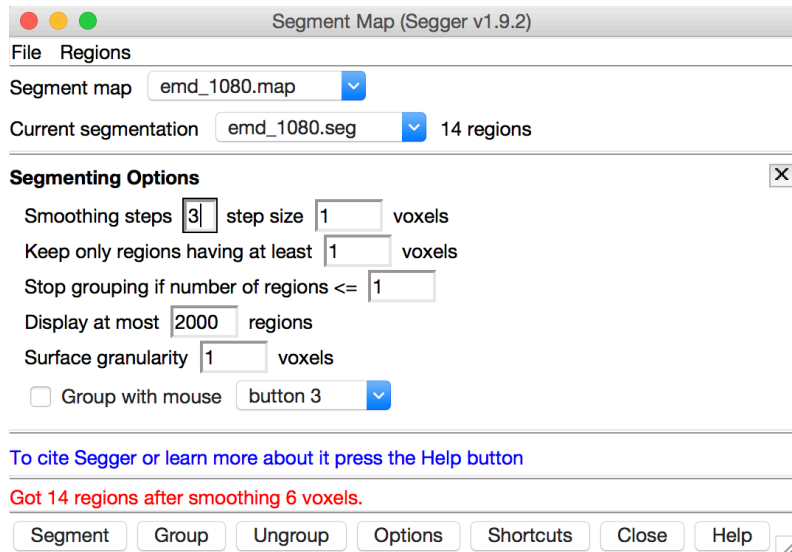 Segment Map (Segger v1.9.2)
File Regions
Segment map emd_1080.map
Current segmentation emd_1080.seg 14 regions
Segmenting Options
Smoothing steps 3 step size 1 voxels
Keep only regions having at least 1 voxels
Stop grouping if number of regions <= 1
Display at most 2000 regions
Surface granularity 1 voxels
Group with mouse button 3
To cite Segger or learn more about it press the Help button
Got 14 regions after smoothing 6 voxels.
Segment Group Ungroup Options Shortcuts Close Help